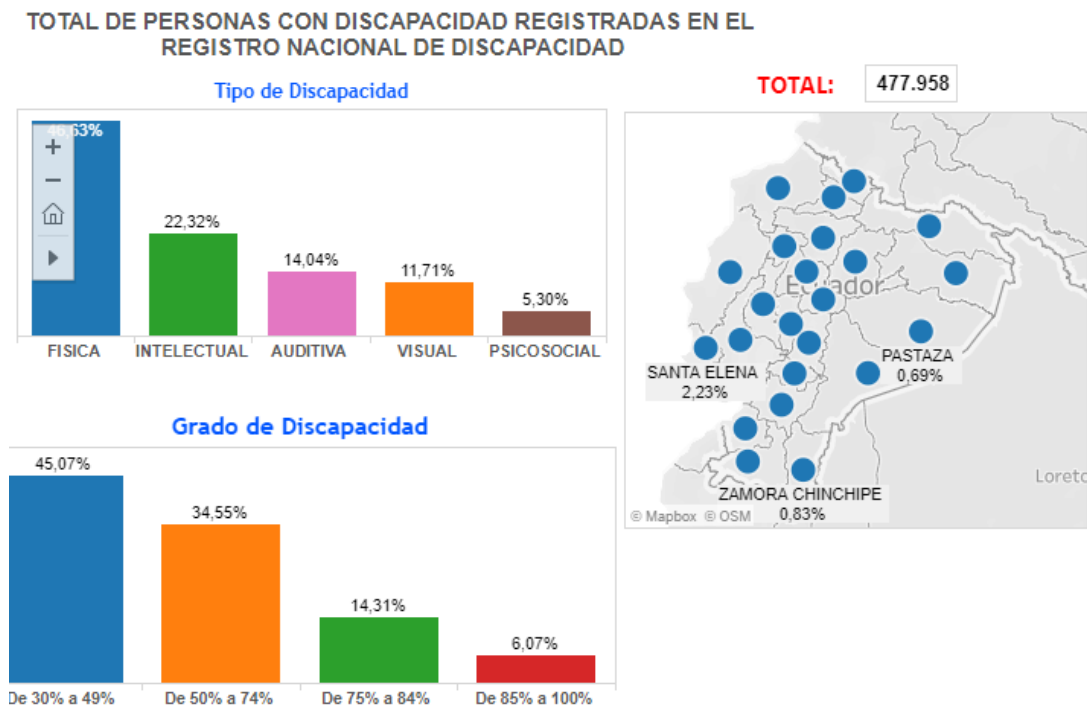 TOTAL DE PERSONAS CON DISCAPACIDAD REGISTRADAS EN EL
REGISTRO NACIONAL DE DISCAPACIDAD
Tipo de Discapacidad
46,63%
22,32%
14,04%
11,71%
5,30%
FISICA
INTELECTUAL
AUDITIVA
VISUAL
PSICOSOCIAL
TOTAL:
477.958
Ecuador
SANTA ELENA
2,23%
PASTAZA
0,69%
ZAMORA CHINCHIPE
0,83%
Loreto
© Mapbox © OSM
Grado de Discapacidad
45,07%
34,55%
14,31%
6,07%
De 30% a 49%
De 50% a 74%
De 75% a 84%
De 85% a 100%